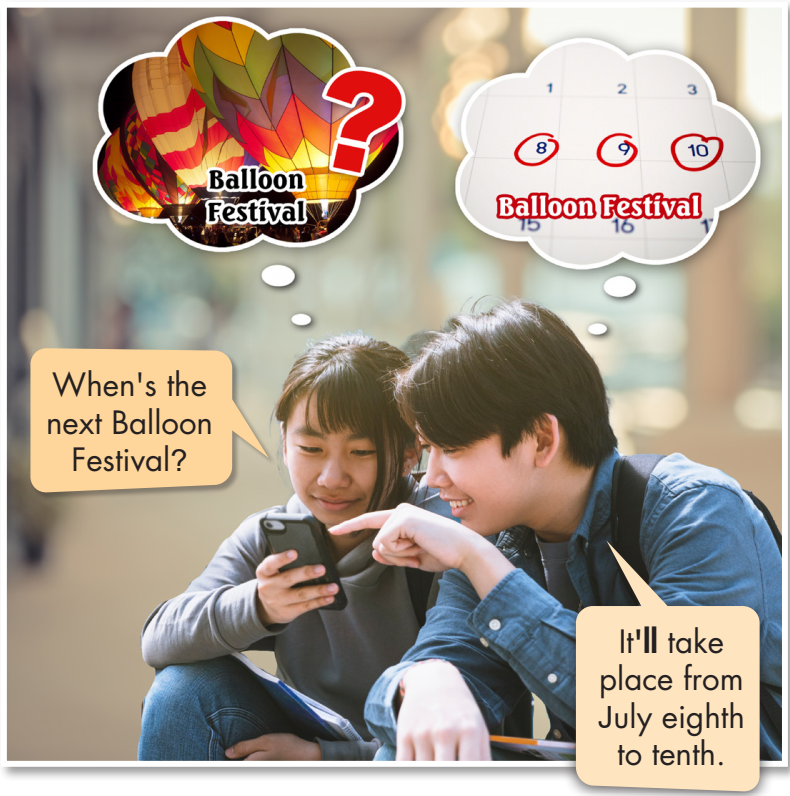 ?
Balloon
Festival
1 2 3
8 9 10
Balloon Festival
15 16
When's the
next Balloon
Festival?
It'll take
place from
July eighth
to tenth.